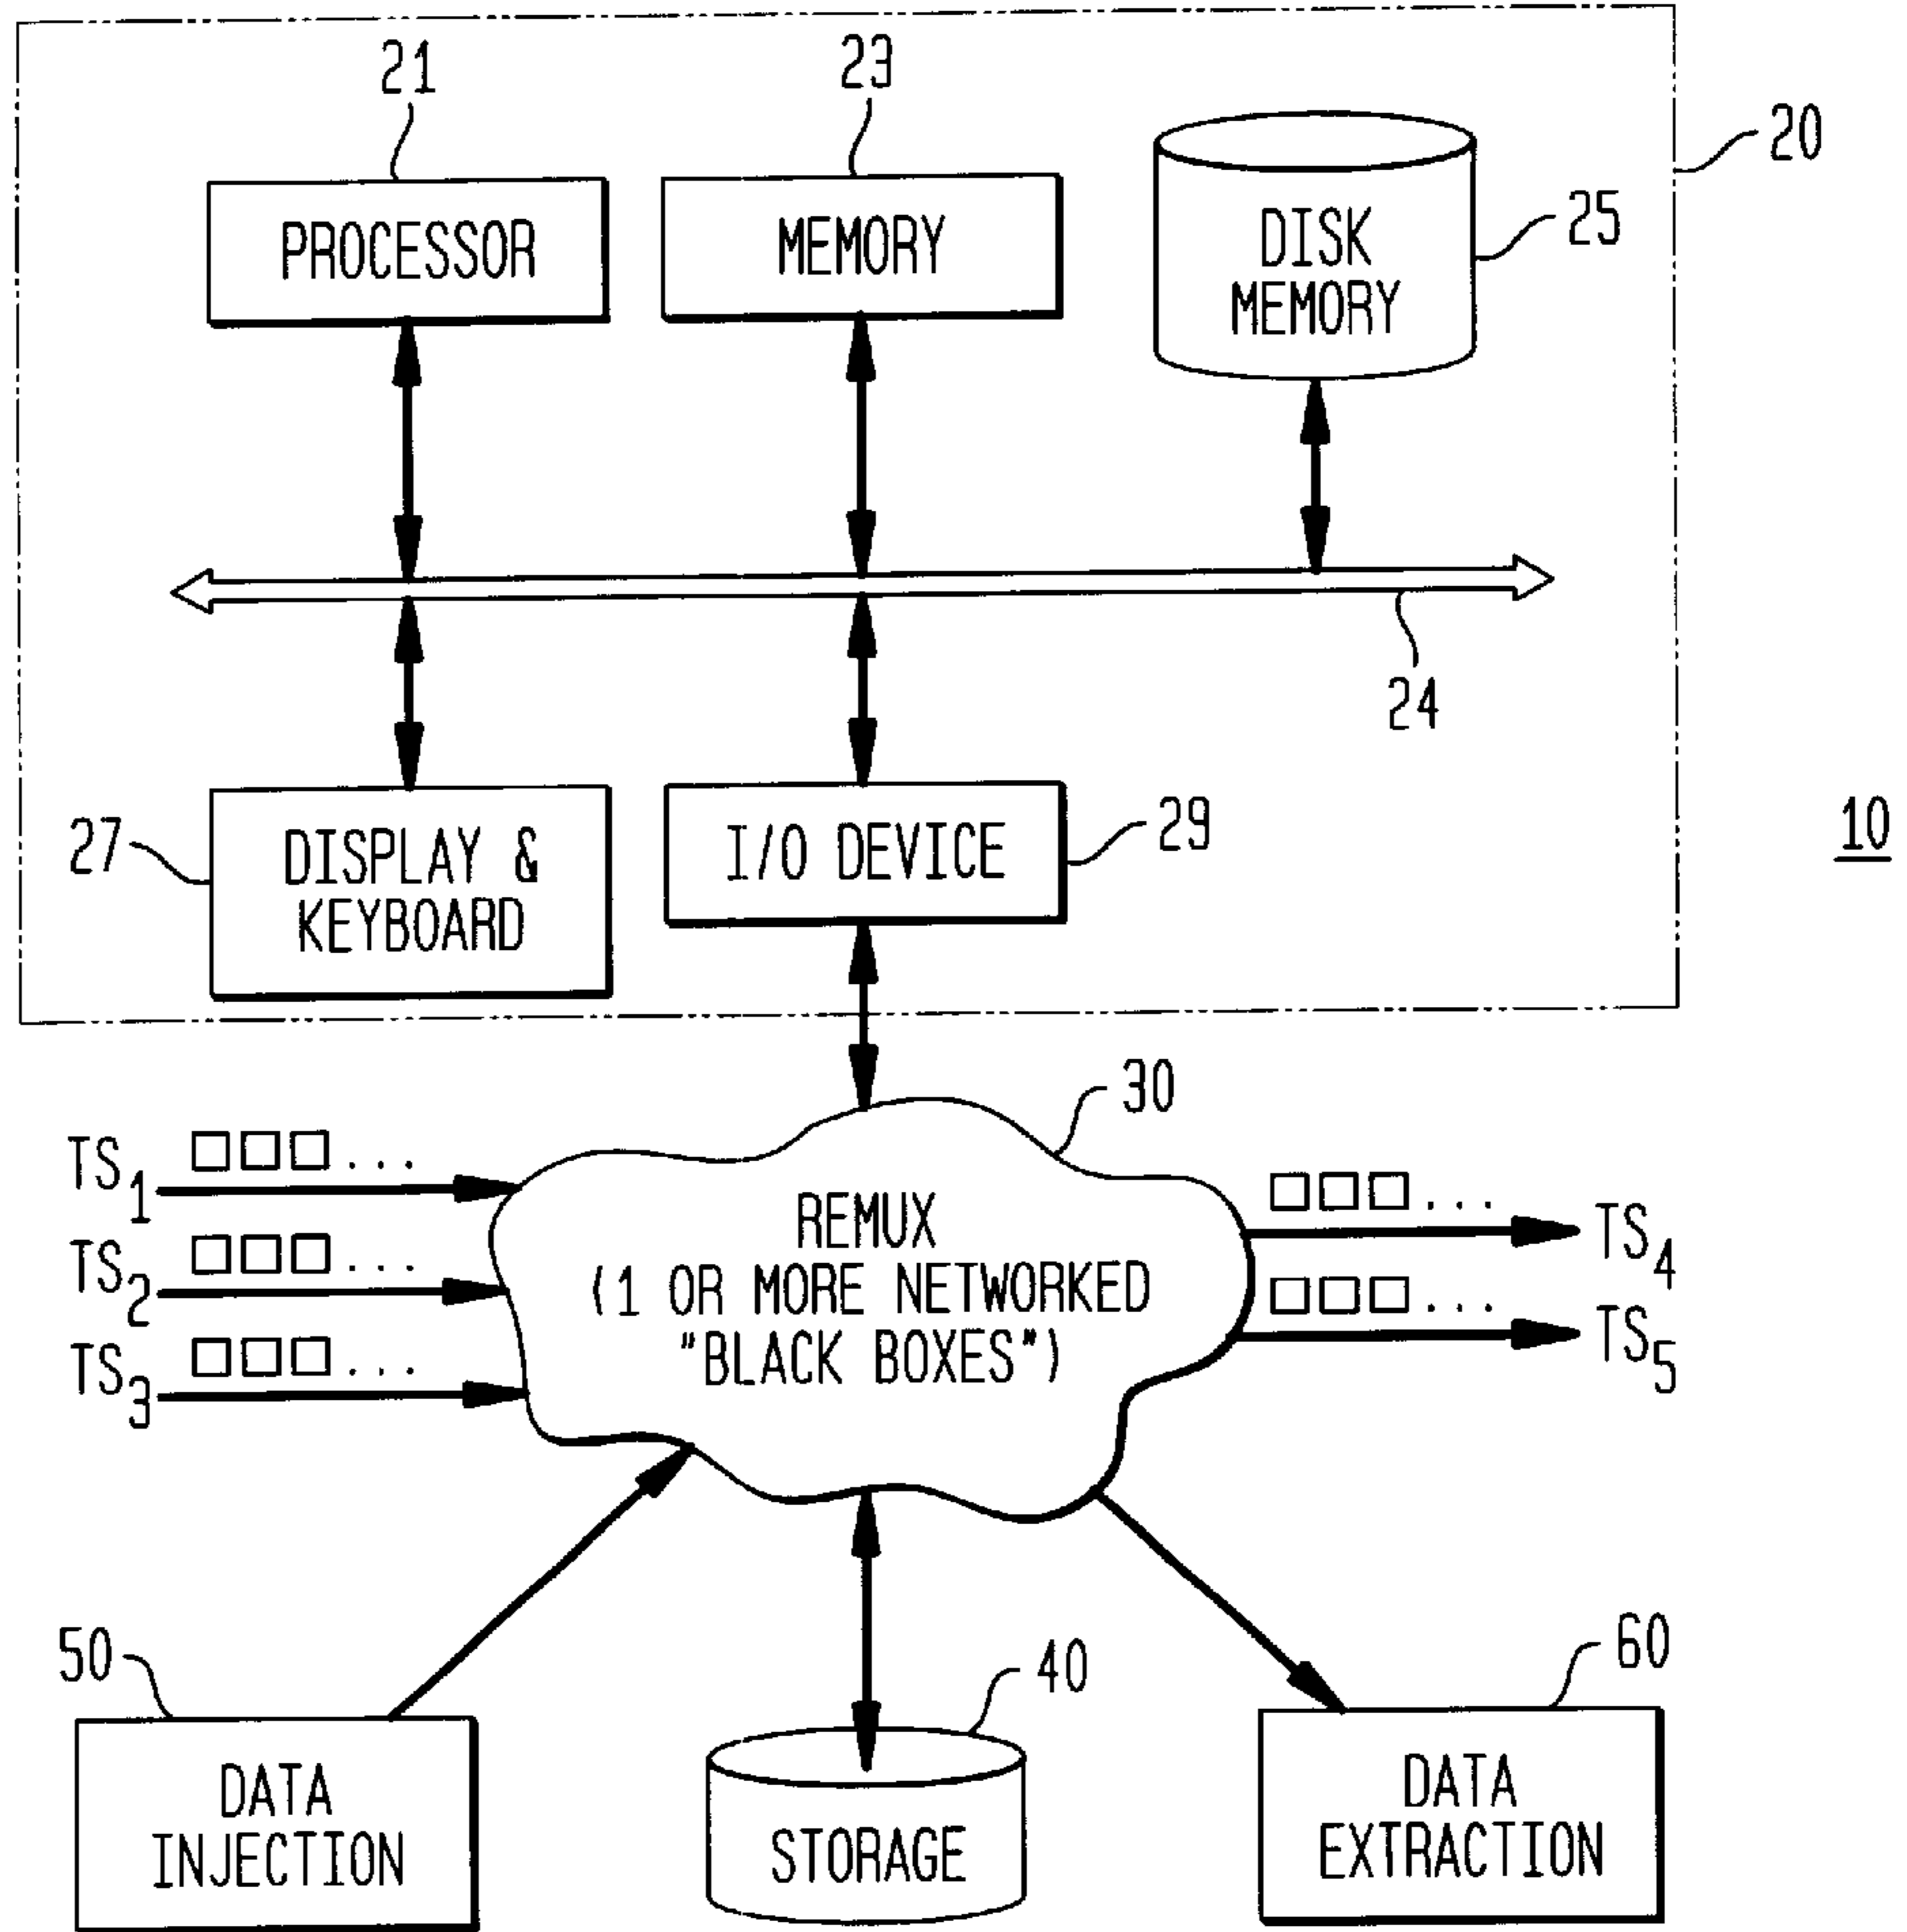 21
23
20
PROCESSOR
MEMORY
DISK
MEMORY
25
24
27
DISPLAY &
KEYBOARD
I/O DEVICE
29
10
30
TS1
...
TS2
...
TS3
...
REMUX
(1 OR MORE NETWORKED
"BLACK BOXES")
... TS4
... TS5
50
40
60
DATA
INJECTION
STORAGE
DATA
EXTRACTION